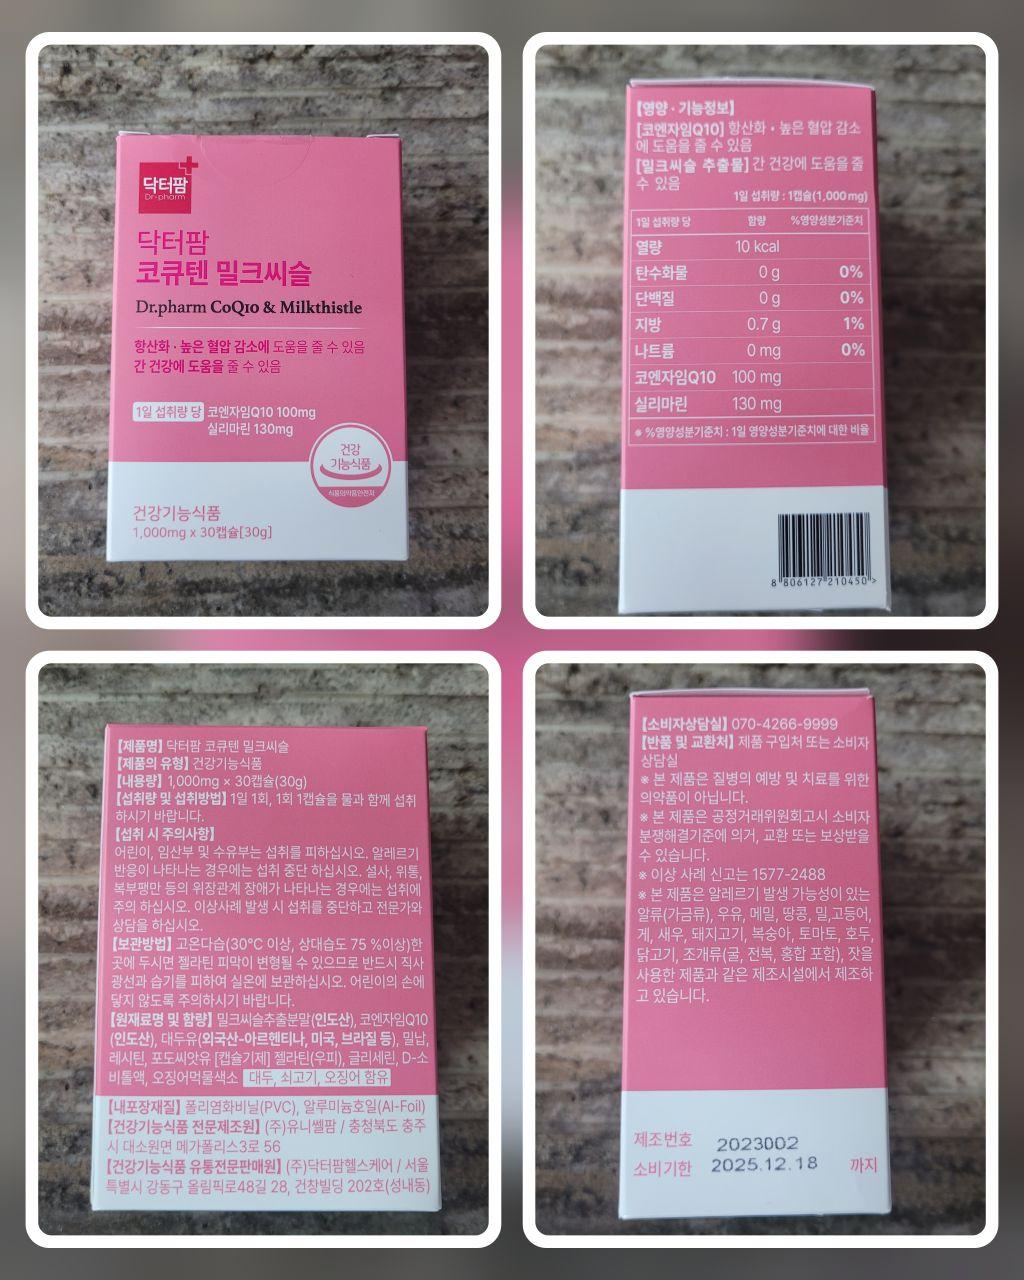 닥터팜
Dr-pharm
닥터팜
코큐텐 밀크씨슬
Dr.pharm CoQ10 & Milkthistle
항산화 · 높은 혈압 감소에 도움을 줄 수 있음
간 건강에 도움을 줄 수 있음
1일 섭취량 당 코엔자임Q10 100mg
실리마린 130mg
건강
기능식품
식품의약품안전처
건강기능식품
1,000mg x 30캡슐[30g]
【영양 · 기능정보】
[코엔자임Q10] 항산화 • 높은 혈압 감소
에 도움을 줄 수 있음
[밀크씨슬 추출물] 간 건강에 도움을 줄
수 있음
1일 섭취량 : 1캡슐(1,000 mg)
1일 섭취량 당 함량 %영양성분기준치
열량 10 kcal
탄수화물 0 g 0%
단백질 0 g 0%
지방 0.7 g 1%
나트륨 0 mg 0%
코엔자임Q10 100 mg
실리마린 130 mg
※ %영양성분기준치 : 1일 영양성분기준치에 대한 비율
8 806127 210450 >
【제품명】 닥터팜 코큐텐 밀크씨슬
【제품의 유형】 건강기능식품
【내용량】 1,000mg × 30캡슐(30g)
【섭취량 및 섭취방법】 1일 1회, 1회 1캡슐을 물과 함께 섭취
하시기 바랍니다.
【섭취 시 주의사항】
어린이, 임산부 및 수유부는 섭취를 피하십시오. 알레르기
반응이 나타나는 경우에는 섭취 중단 하십시오. 설사, 위통,
복부팽만 등의 위장관계 장애가 나타나는 경우에는 섭취에
주의 하십시오. 이상사례 발생 시 섭취를 중단하고 전문가와
상담을 하십시오.
【보관방법】 고온다습(30℃ 이상, 상대습도 75 %이상)한
곳에 두시면 젤라틴 피막이 변형될 수 있으므로 반드시 직사
광선과 습기를 피하여 실온에 보관하십시오. 어린이의 손에
닿지 않도록 주의하시기 바랍니다.
【원재료명 및 함량】 밀크씨슬추출분말(인도산), 코엔자임Q10
(인도산), 대두유(외국산-아르헨티나, 미국, 브라질 등), 밀납,
레시틴, 포도씨앗유 [캡슐기제] 젤라틴(우피), 글리세린, D-소
비톨액, 오징어먹물색소 대두, 쇠고기, 오징어 함유
【내포장재질】 폴리염화비닐(PVC), 알루미늄호일(Al-Foil)
【건강기능식품 전문제조원】 (주)유니쎌팜 / 충청북도 충주
시 대소원면 메가폴리스3로 56
【건강기능식품 유통전문판매원】 (주)닥터팜헬스케어 / 서울
특별시 강동구 올림픽로48길 28, 건창빌딩 202호(성내동)
【소비자상담실】 070-4266-9999
【반품 및 교환처】 제품 구입처 또는 소비자
상담실
※ 본 제품은 질병의 예방 및 치료를 위한
의약품이 아닙니다.
※ 본 제품은 공정거래위원회고시 소비자
분쟁해결기준에 의거, 교환 또는 보상받을
수 있습니다.
※ 이상 사례 신고는 1577-2488
※ 본 제품은 알레르기 발생 가능성이 있는
알류(가금류), 우유, 메밀, 땅콩, 밀,고등어,
게, 새우, 돼지고기, 복숭아, 토마토, 호두,
닭고기, 조개류(굴, 전복, 홍합 포함), 잣을
사용한 제품과 같은 제조시설에서 제조하
고 있습니다.
제조번호 2023002
소비기한 2025.12.18 까지